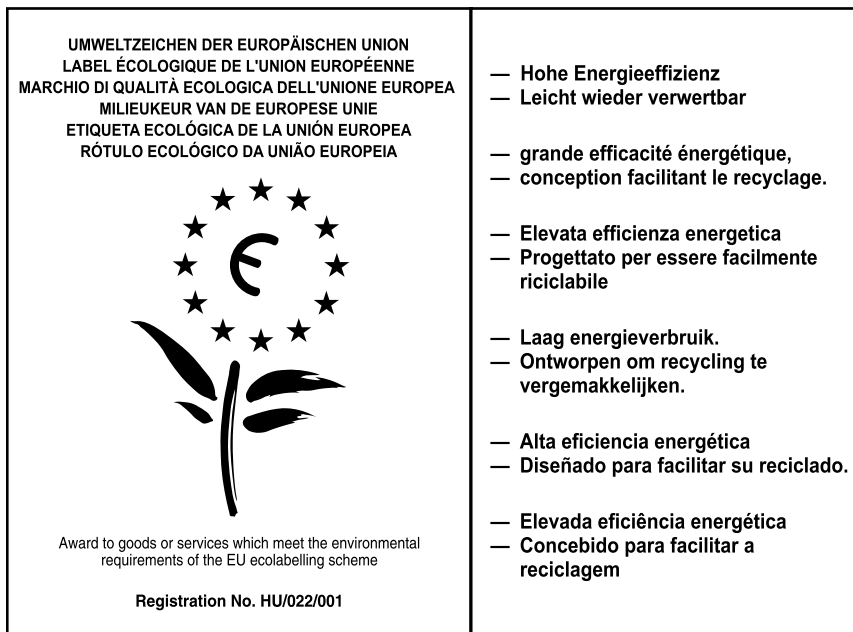 UMWELTZEICHEN DER EUROPÄISCHEN UNION
LABEL ÉCOLOGIQUE DE L'UNION EUROPÉENNE
MARCHIO DI QUALITÀ ECOLOGICA DELL'UNIONE EUROPEA
MILIEUKEUR VAN DE EUROPESE UNIE
ETIQUETA ECOLÓGICA DE LA UNIÓN EUROPEA
RÓTULO ECOLÓGICO DA UNIÃO EUROPEIA
Award to goods or services which meet the environmental
requirements of the EU ecolabelling scheme
Registration No. HU/022/001
— Hohe Energieeffizienz
— Leicht wieder verwertbar
— grande efficacité énergétique,
— conception facilitant le recyclage.
— Elevata efficienza energetica
— Progettato per essere facilmente
riciclabile
— Laag energieverbruik.
— Ontworpen om recycling te
vergemakkelijken.
— Alta eficiencia energética
— Diseñado para facilitar su reciclado.
— Elevada eficiência energética
— Concebido para facilitar a
reciclagem